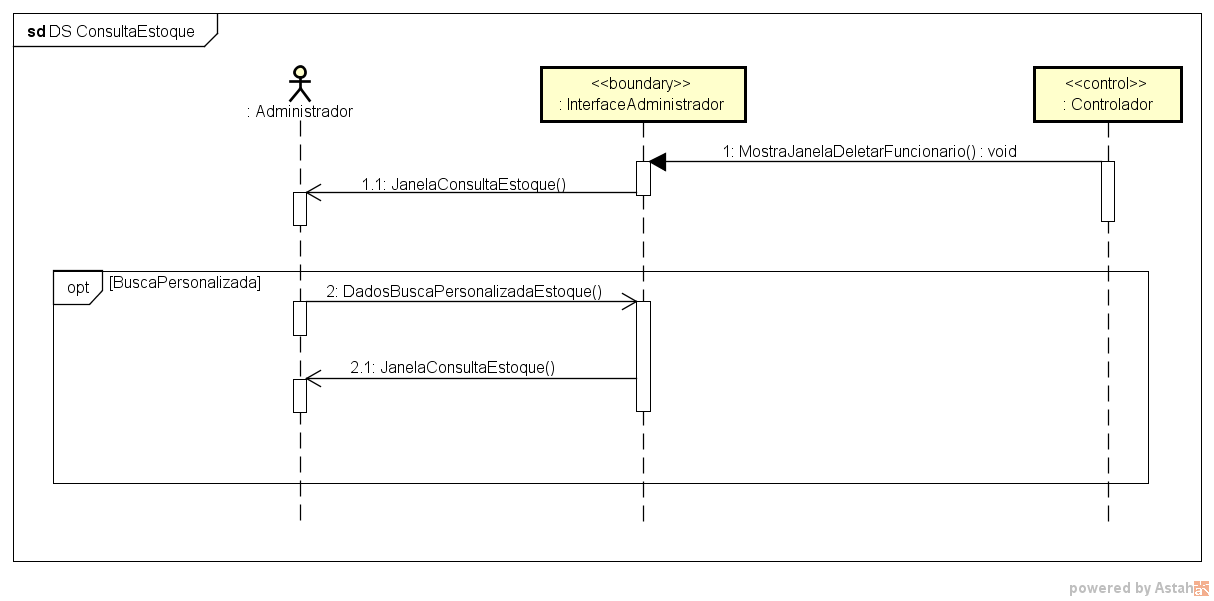 sd DS ConsultaEstoque
: Administrador
<<boundary>>
: InterfaceAdministrador
<<control>>
: Controlador
1: MostraJanelaDeletarFuncionario() : void
1.1: JanelaConsultaEstoque()
opt
[BuscaPersonalizada]
2: DadosBuscaPersonalizadaEstoque()
2.1: JanelaConsultaEstoque()
powered by Astah